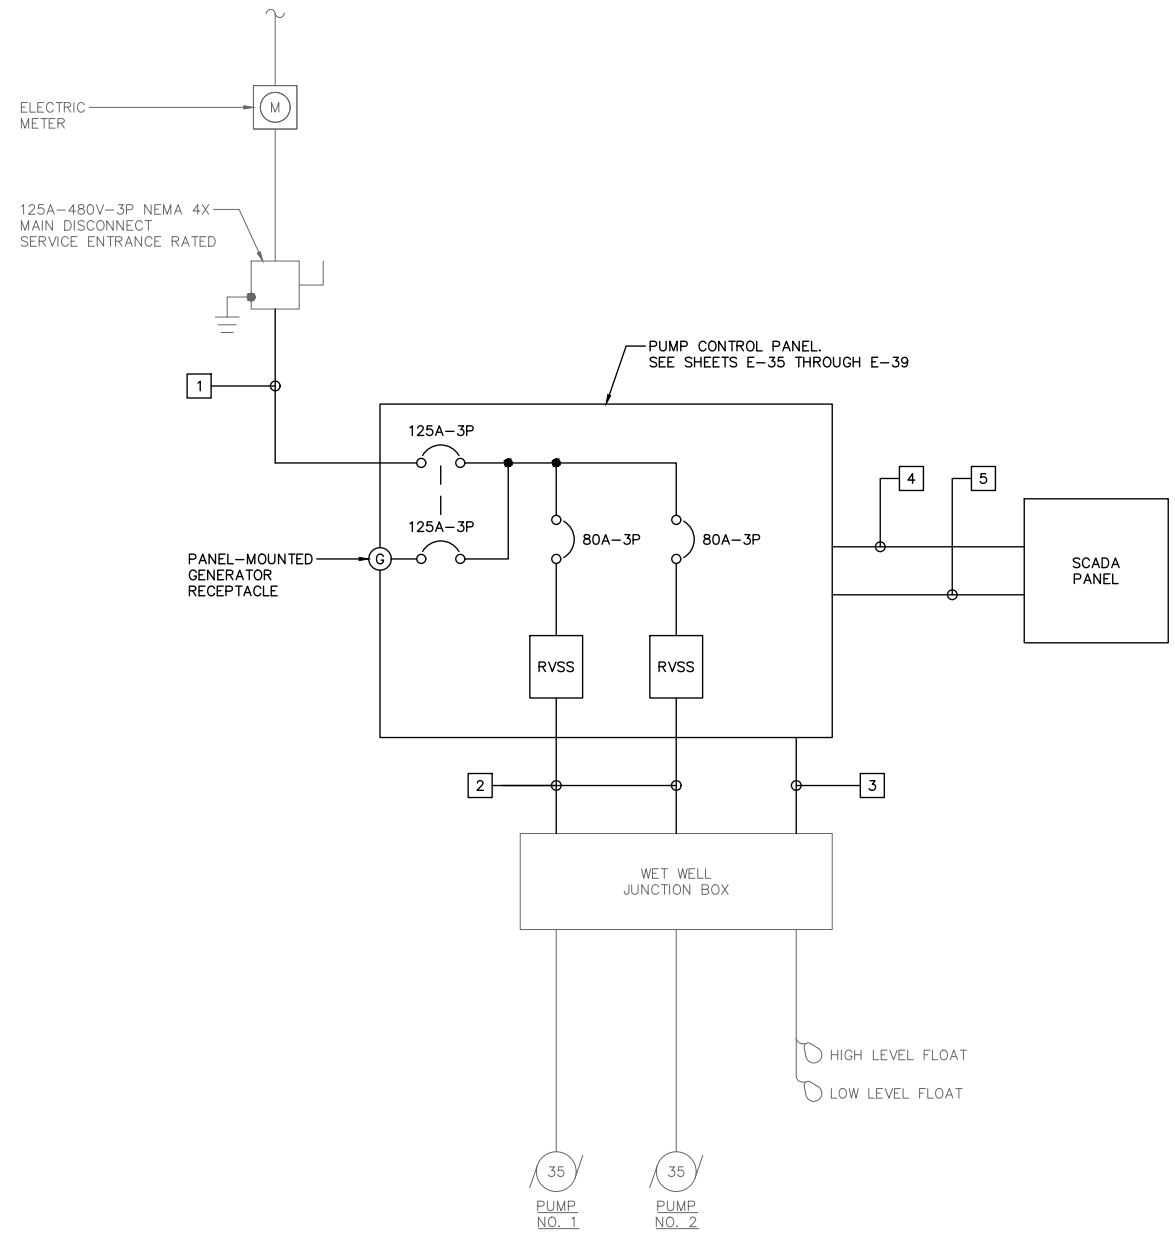 ELECTRIC
METER
M
125A-480V-3P NEMA 4X
MAIN DISCONNECT
SERVICE ENTRANCE RATED
PUMP CONTROL PANEL.
SEE SHEETS E-35 THROUGH E-39
1
125A-3P
4
5
125A-3P
80A-3P
80A-3P
PANEL-MOUNTED
GENERATOR
RECEPTACLE
G
SCADA
PANEL
RVSS
RVSS
2
3
WET WELL
JUNCTION BOX
HIGH LEVEL FLOAT
LOW LEVEL FLOAT
35
35
PUMP
NO. 1
PUMP
NO. 2